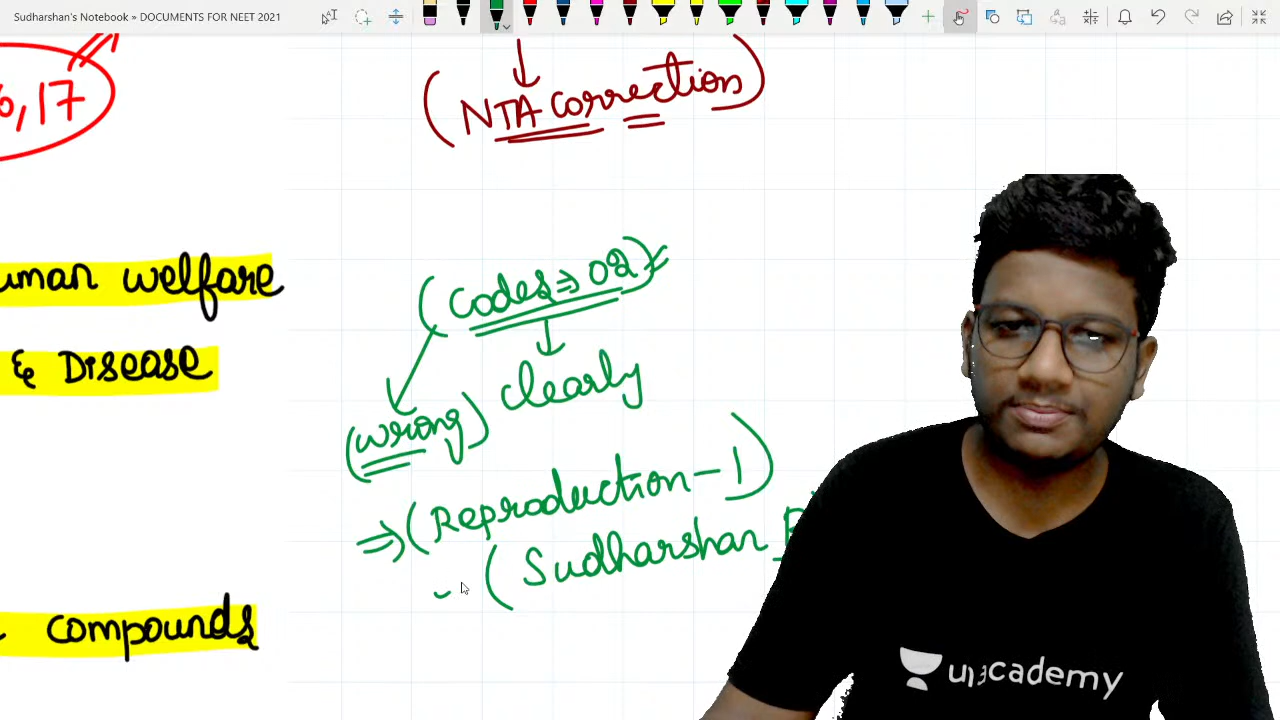 Sudharshan's Notebook » DOCUMENTS FOR NEET 2021
, 17
(NTA correction)
uman welfare
(Codes ⇒ 02)
& Disease
clearly
(wrong)
⇒ (Reproduction - 1)
(Sudharshan
compounds
unacademy